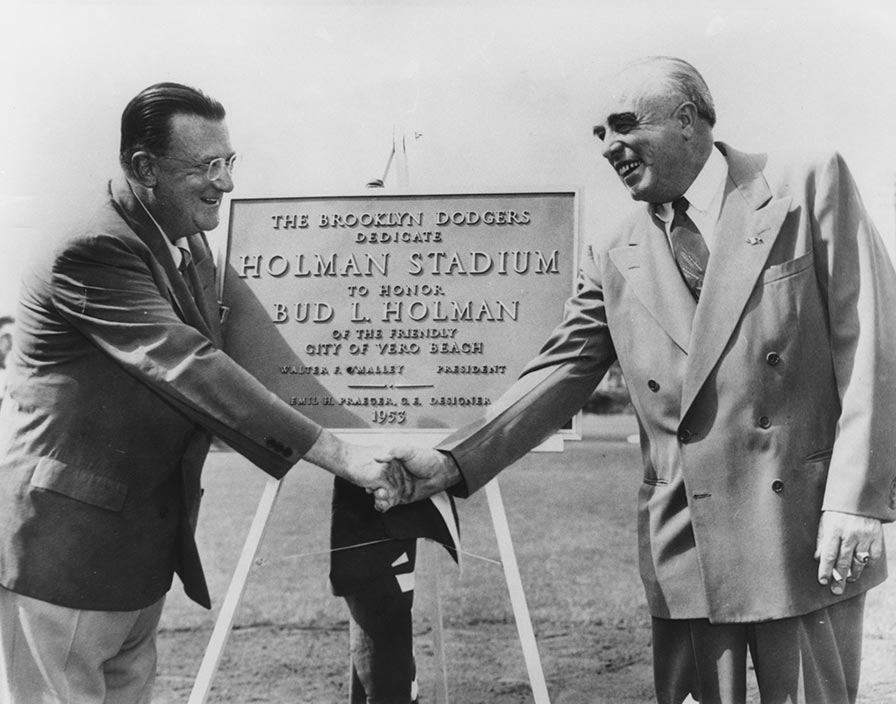 THE BROOKLYN DODGERS
DEDICATE
HOLMAN STADIUM
TO HONOR
BUD L. HOLMAN
OF THE FRIENDLY
CITY OF VERO BEACH
WALTER F. O'MALLEY PRESIDENT
EMIL H. PRAEGER, C.E. DESIGNER
1953